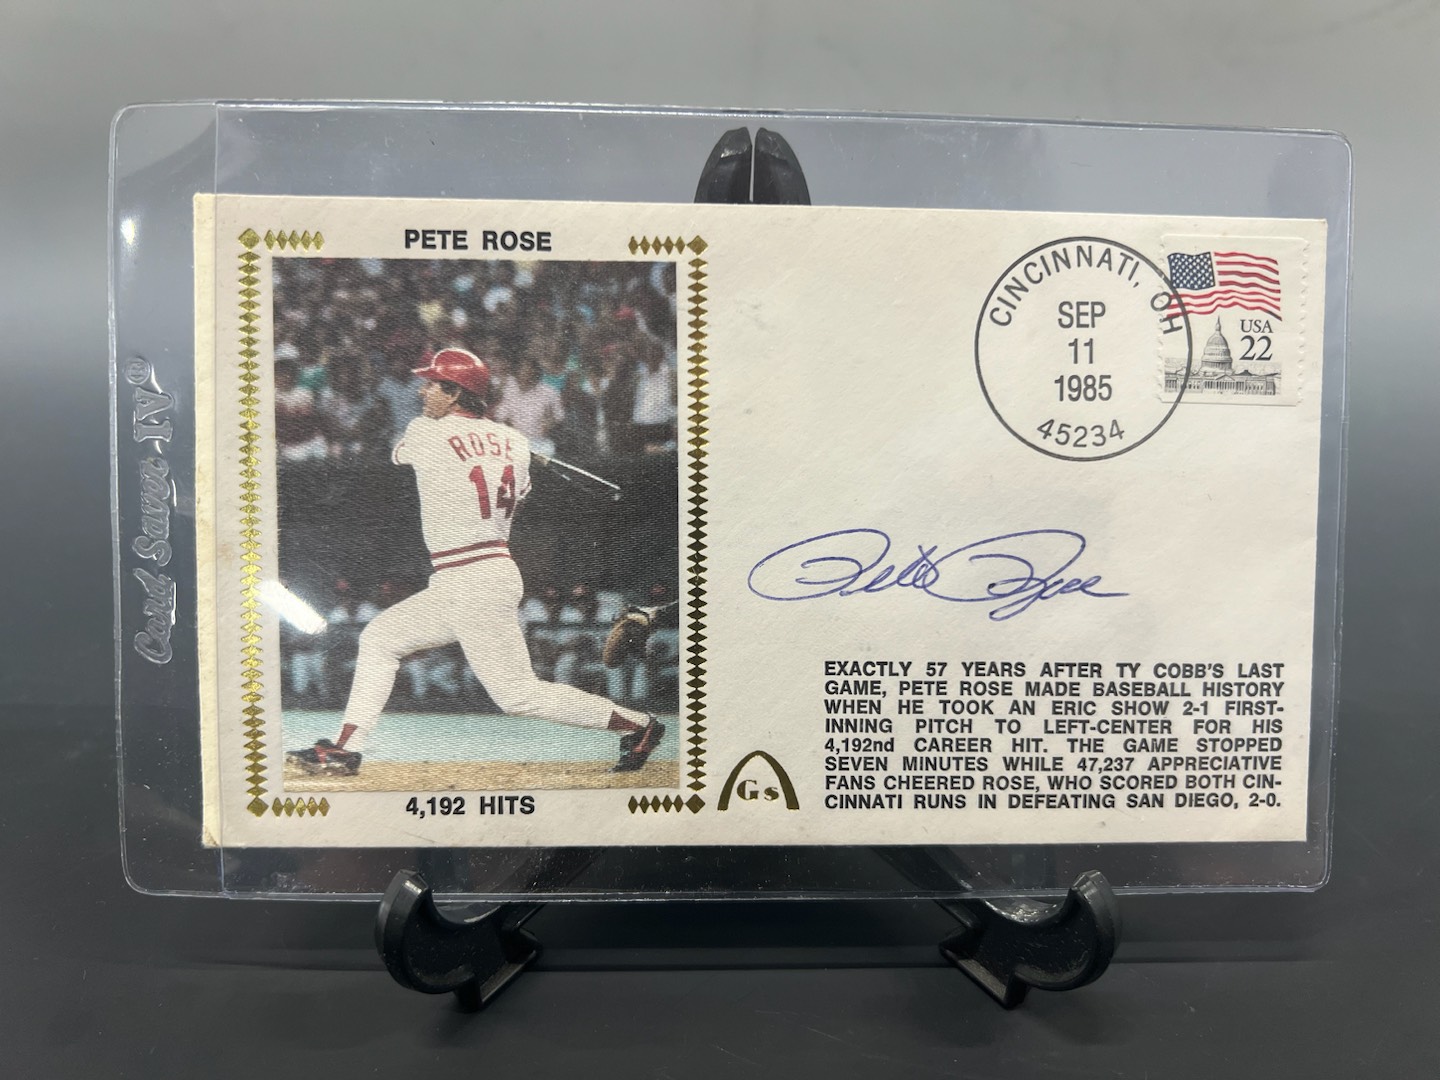 PETE ROSE
ROSE
14
4,192 HITS
CINCINNATI, OH
SEP
11
1985
45234
USA
22
Pete Rose
EXACTLY 57 YEARS AFTER TY COBB'S LAST
GAME, PETE ROSE MADE BASEBALL HISTORY
WHEN HE TOOK AN ERIC SHOW 2-1 FIRST-
INNING PITCH TO LEFT-CENTER FOR HIS
4,192nd CAREER HIT. THE GAME STOPPED
SEVEN MINUTES WHILE 47,237 APPRECIATIVE
FANS CHEERED ROSE, WHO SCORED BOTH CIN-
CINNATI RUNS IN DEFEATING SAN DIEGO, 2-0.
Gs
Card Saver·IV®